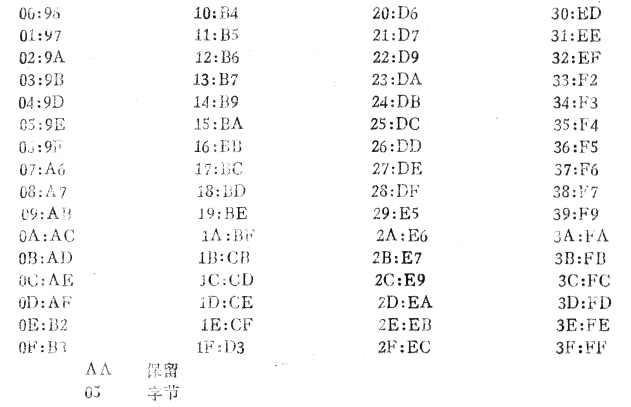 00:96 10:B4 20:D6 30:ED
01:97 11:B5 21:D7 31:EE
02:9A 12:B6 22:D9 32:EF
03:9B 13:B7 23:DA 33:F2
04:9D 14:B9 24:DB 34:F3
05:9E 15:BA 25:DC 35:F4
06:9F 16:EB 26:DD 36:F5
07:A6 17:BC 27:DE 37:F6
08:A7 18:BD 28:DF 38:F7
09:AB 19:BE 29:E5 39:F9
0A:AC 1A:BF 2A:E6 3A:FA
0B:AD 1B:CB 2B:E7 3B:FB
0C:AE 1C:CD 2C:E9 3C:FC
0D:AF 1D:CE 2D:EA 3D:FD
0E:B2 1E:CF 2E:EB 3E:FE
0F:B3 1F:D3 2F:EC 3F:FF
AA 保留
05 字节